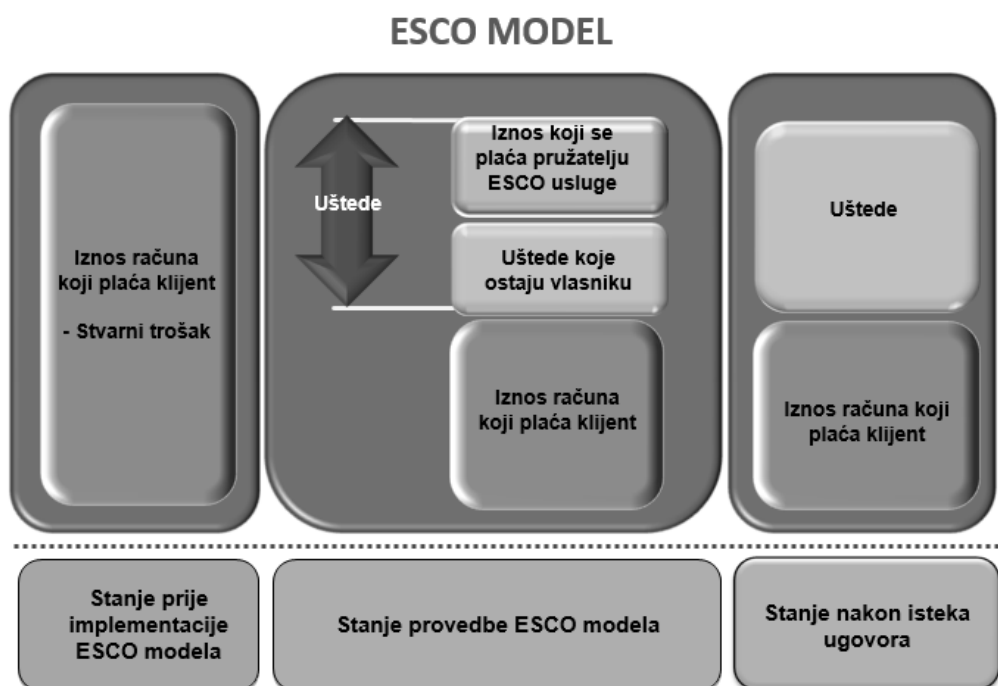 ESCO MODEL
Iznos računa
koji plaća klijent
- Stvarni trošak
Uštede
Iznos koji se
plaća pružatelju
ESCO usluge
Uštede koje
ostaju vlasniku
Iznos računa
koji plaća klijent
Uštede
Iznos računa koji
plaća klijent
Stanje prije
implementacije
ESCO modela
Stanje provedbe ESCO modela
Stanje nakon isteka
ugovora